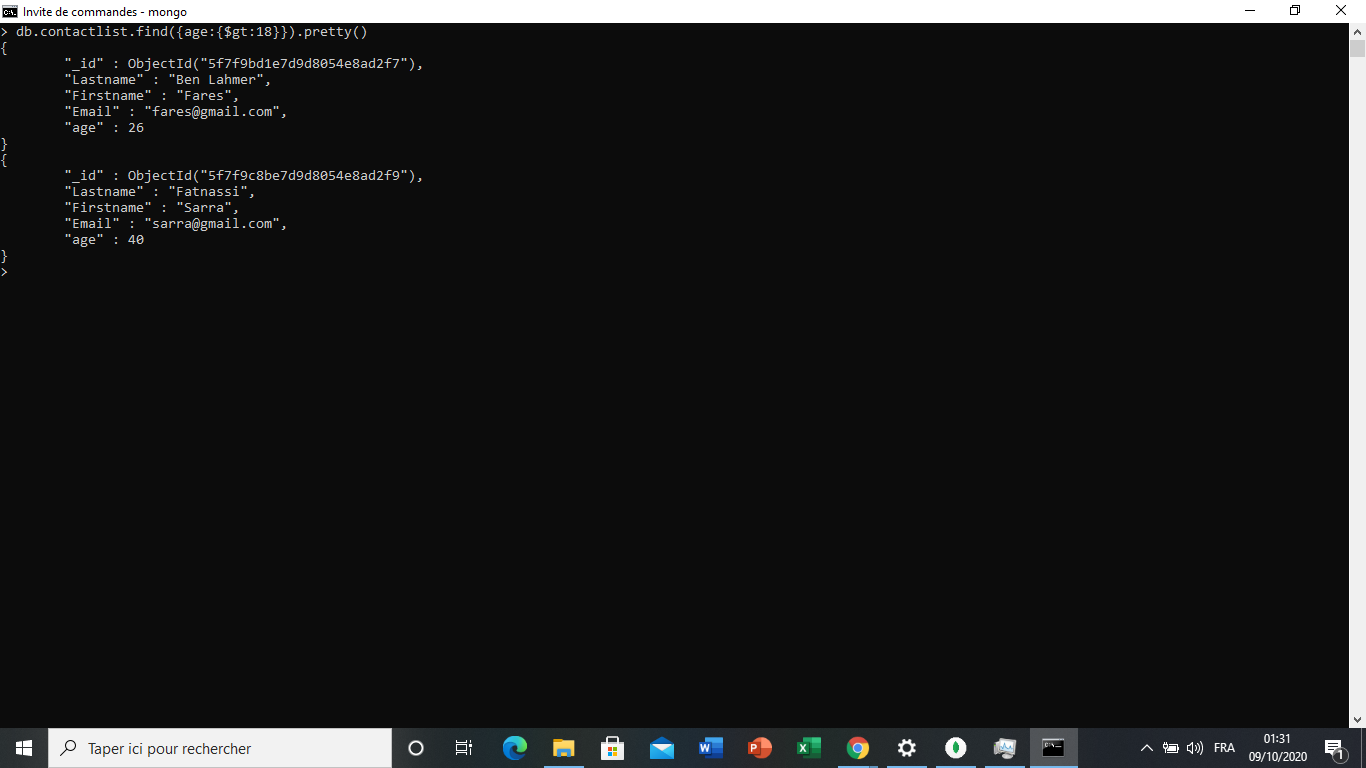 Invite de commandes - mongo
> db.contactlist.find({age:{$gt:18}}).pretty()
{
"_id" : ObjectId("5f7f9bd1e7d9d8054e8ad2f7"),
"Lastname" : "Ben Lahmer",
"Firstname" : "Fares",
"Email" : "fares@gmail.com",
"age" : 26
}
{
"_id" : ObjectId("5f7f9c8be7d9d8054e8ad2f9"),
"Lastname" : "Fatnassi",
"Firstname" : "Sarra",
"Email" : "sarra@gmail.com",
"age" : 40
}
>
Taper ici pour rechercher
FRA
01:31
09/10/2020
1